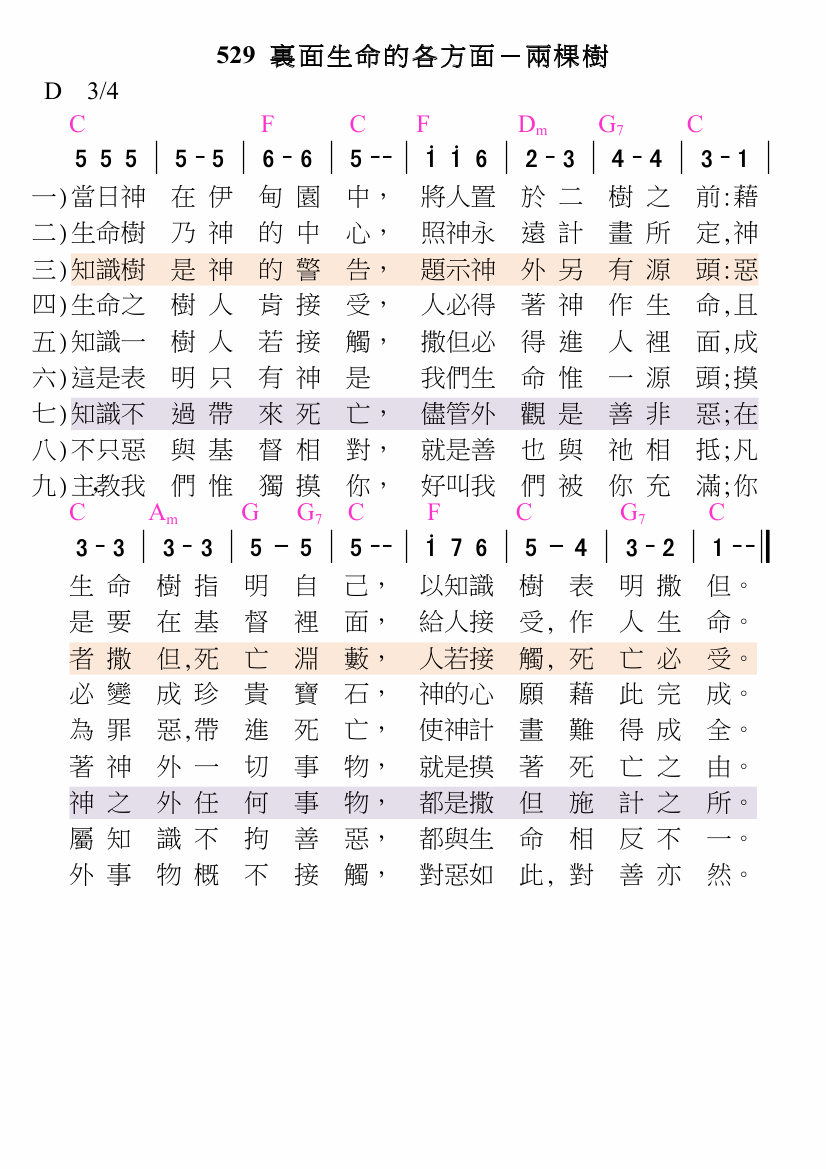 529 裏面生命的各方面－兩棵樹
D 3/4
C F C F Dm G7 C
5 5 5 | 5 - 5 | 6 - 6 | 5 - - | i̇ i̇ 6 | 2 - 3 | 4 - 4 | 3 - 1 |
一)當日神 在 伊 甸 園 中， 將人置 於 二 樹 之 前:藉
二)生命樹 乃 神 的 中 心， 照神永 遠 計 畫 所 定,神
三)知識樹 是 神 的 警 告， 題示神 外 另 有 源 頭:惡
四)生命之 樹 人 肯 接 受， 人必得 著 神 作 生 命,且
五)知識一 樹 人 若 接 觸， 撒但必 得 進 人 裡 面,成
六)這是表 明 只 有 神 是 我們生 命 惟 一 源 頭;摸
七)知識不 過 帶 來 死 亡， 儘管外 觀 是 善 非 惡;在
八)不只惡 與 基 督 相 對， 就是善 也 與 祂 相 抵;凡
九)主，教我 們 惟 獨 摸 你， 好叫我 們 被 你 充 滿;你
C Am G G7 C F C G7 C
3 - 3 | 3 - 3 | 5 - 5 | 5 - - | i̇ 7 6 | 5 - 4 | 3 - 2 | 1 - - ‖
生 命 樹 指 明 自 己， 以知識 樹 表 明 撒 但。
是 要 在 基 督 裡 面， 給人接 受, 作 人 生 命。
者 撒 但,死 亡 淵 藪， 人若接 觸, 死 亡 必 受。
必 變 成 珍 貴 寶 石， 神的心 願 藉 此 完 成。
為 罪 惡,帶 進 死 亡， 使神計 畫 難 得 成 全。
著 神 外 一 切 事 物， 就是摸 著 死 亡 之 由。
神 之 外 任 何 事 物， 都是撒 但 施 計 之 所。
屬 知 識 不 拘 善 惡， 都與生 命 相 反 不 一。
外 事 物 概 不 接 觸， 對惡如 此, 對 善 亦 然。